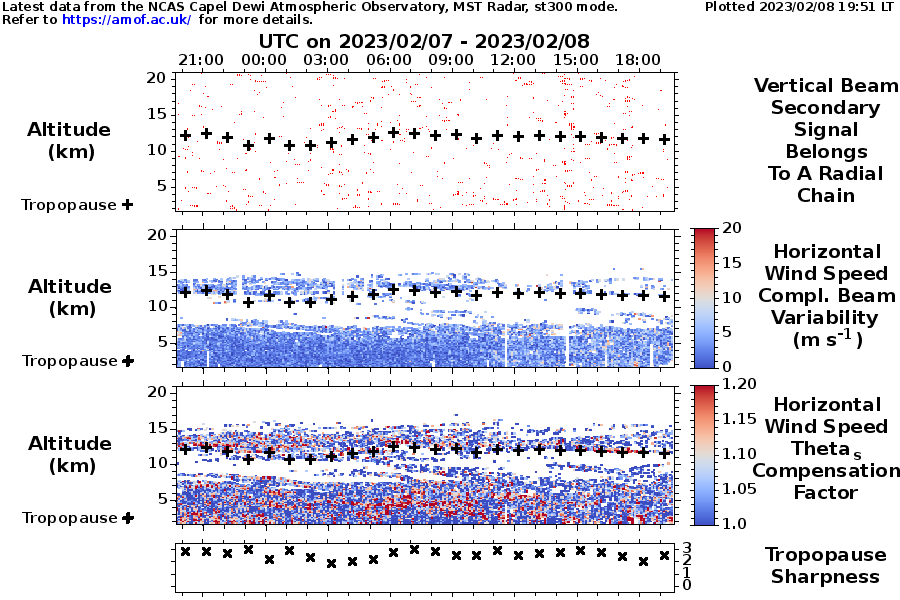 Latest data from the NCAS Capel Dewi Atmospheric Observatory, MST Radar, st300 mode.
Plotted 2023/02/08 19:51 LT
Refer to https://amof.ac.uk/ for more details.
UTC on 2023/02/07 - 2023/02/08
21:00 00:00 03:00 06:00 09:00 12:00 15:00 18:00
20
15
10
5
Altitude
(km)
Tropopause +
Vertical Beam
Secondary
Signal
Belongs
To A Radial
Chain
20
15
10
5
Altitude
(km)
Tropopause +
20
15
10
5
0
Horizontal
Wind Speed
Compl. Beam
Variability
(m s-1)
20
15
10
5
Altitude
(km)
Tropopause +
1.20
1.15
1.10
1.05
1.0
Horizontal
Wind Speed
Theta s
Compensation
Factor
3
2
1
0
Tropopause
Sharpness